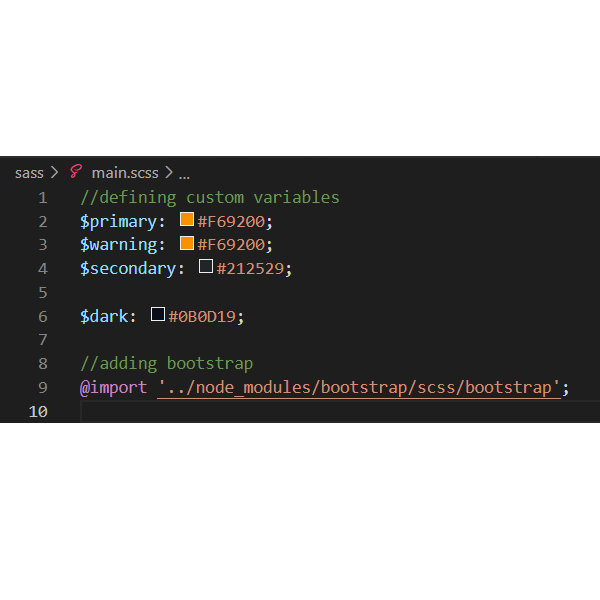 sass > main.scss > ...
1 //defining custom variables
2 $primary: #F69200;
3 $warning: #F69200;
4 $secondary: #212529;
5
6 $dark: #0B0D19;
7
8 //adding bootstrap
9 @import '../node_modules/bootstrap/scss/bootstrap';
10